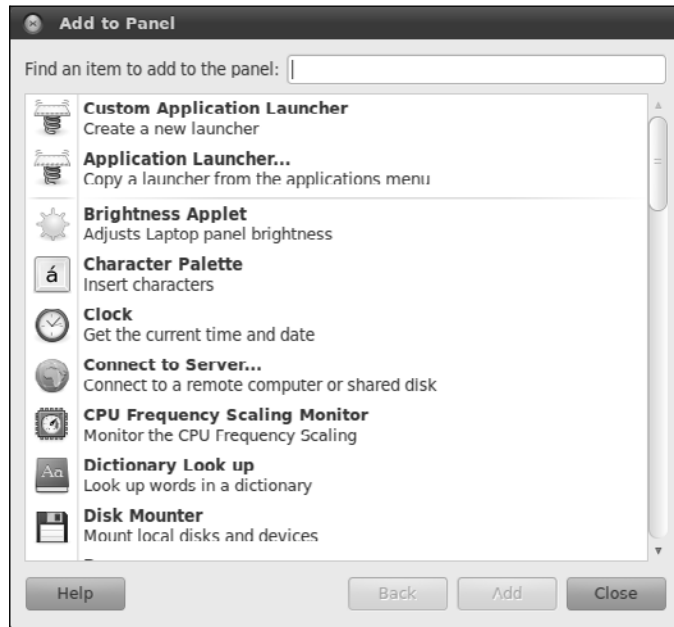 Add to Panel
Find an item to add to the panel:
Custom Application Launcher
Create a new launcher
Application Launcher...
Copy a launcher from the applications menu
Brightness Applet
Adjusts Laptop panel brightness
á
Character Palette
Insert characters
Clock
Get the current time and date
Connect to Server...
Connect to a remote computer or shared disk
CPU Frequency Scaling Monitor
Monitor the CPU Frequency Scaling
Aa
Dictionary Look up
Look up words in a dictionary
Disk Mounter
Mount local disks and devices
Help Back Add Close